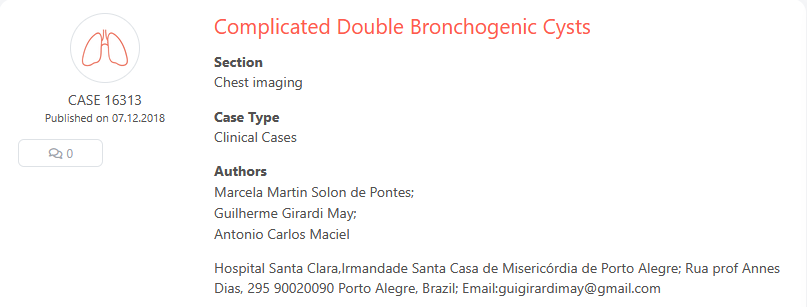 Complicated Double Bronchogenic Cysts
CASE 16313
Published on 07.12.2018
0
Section
Chest imaging
Case Type
Clinical Cases
Authors
Marcela Martin Solon de Pontes;
Guilherme Girardi May;
Antonio Carlos Maciel
Hospital Santa Clara,Irmandade Santa Casa de Misericórdia de Porto Alegre; Rua prof Annes
Dias, 295 90020090 Porto Alegre, Brazil; Email:guigirardimay@gmail.com